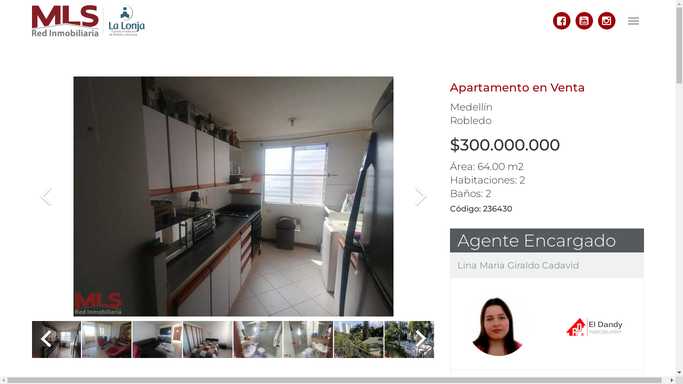 MLS
Red Inmobiliaria
La Lonja
Apartamento en Venta
Medellín
Robledo
$300.000.000
Área: 64,00 m2
Habitaciones: 2
Baños: 2
Código: 236430
MLS
Red Inmobiliaria
Agente Encargado
Lina Maria Giraldo Cadavid
El Dandy